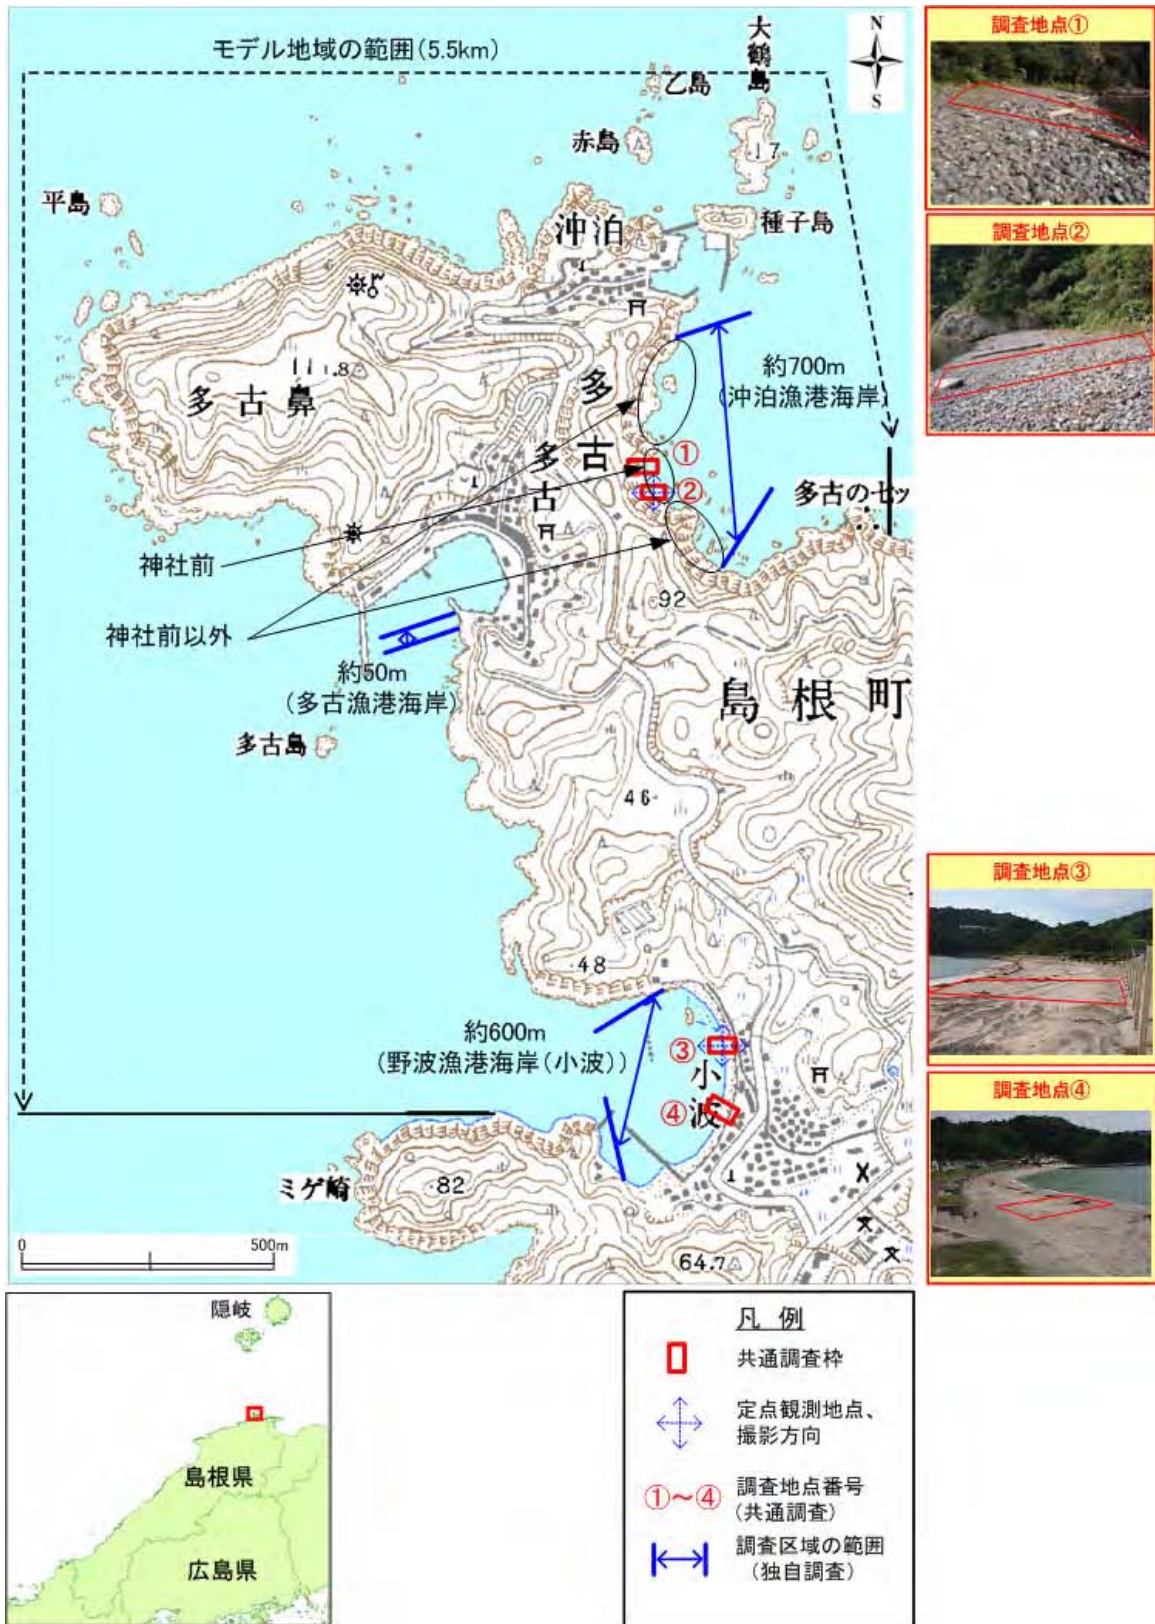 モデル地域の範囲(5.5km)
N
S
大鶴島
乙島
赤島
17
平島
沖泊
種子島
111.8
多古鼻
多古
多古
約700m
(沖泊漁港海岸)
①
②
多古の七ッ
神社前
神社前以外
92
約50m
(多古漁港海岸)
多古島
島根町
46
48
約600m
(野波漁港海岸(小波))
③
小波
④
ミゲ崎
82
64.7
0
500m
調査地点①
調査地点②
調査地点③
調査地点④
隠岐
島根県
広島県
凡 例
共通調査枠
定点観測地点、
撮影方向
①~④
調査地点番号
(共通調査)
調査区域の範囲
(独自調査)